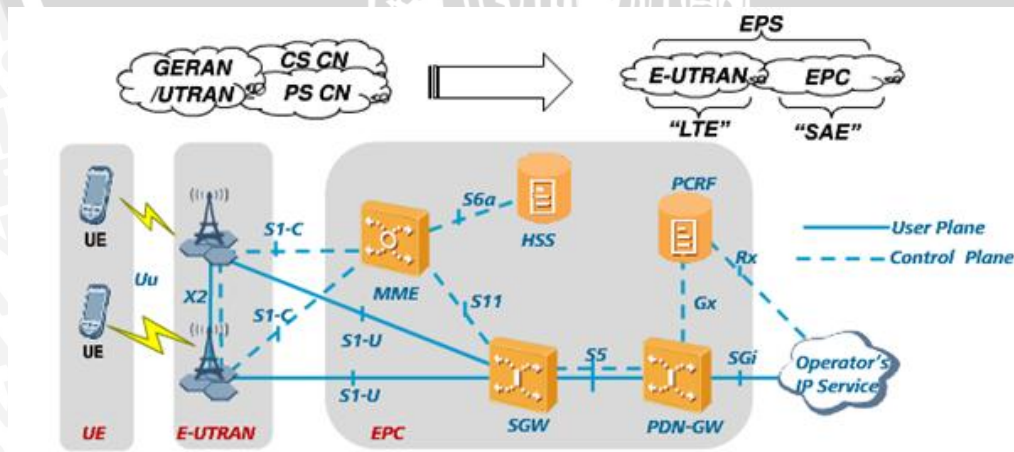 EPS
GERAN
/UTRAN
CS CN
PS CN
E-UTRAN
EPC
“LTE”
“SAE”
UE
UE
Uu
X2
S1-C
S1-C
S1-U
S1-U
MME
S6a
HSS
S11
SGW
S5
PCRF
Gx
Rx
PDN-GW
SGi
Operator's
IP Service
User Plane
Control Plane
UE
E-UTRAN
EPC